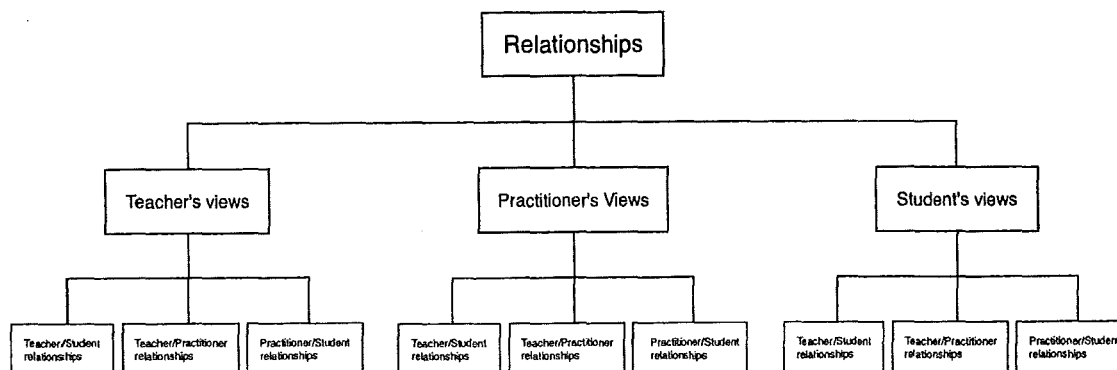 Relationships
Teacher's views
Practitioner's Views
Student's views
Teacher/Student
relationships
Teacher/Practitioner
relationships
Practitioner/Student
relationships
Teacher/Student
relationships
Teacher/Practitioner
relationships
Practitioner/Student
relationships
Teacher/Student
relationships
Teacher/Practitioner
relationships
Practitioner/Student
relationships